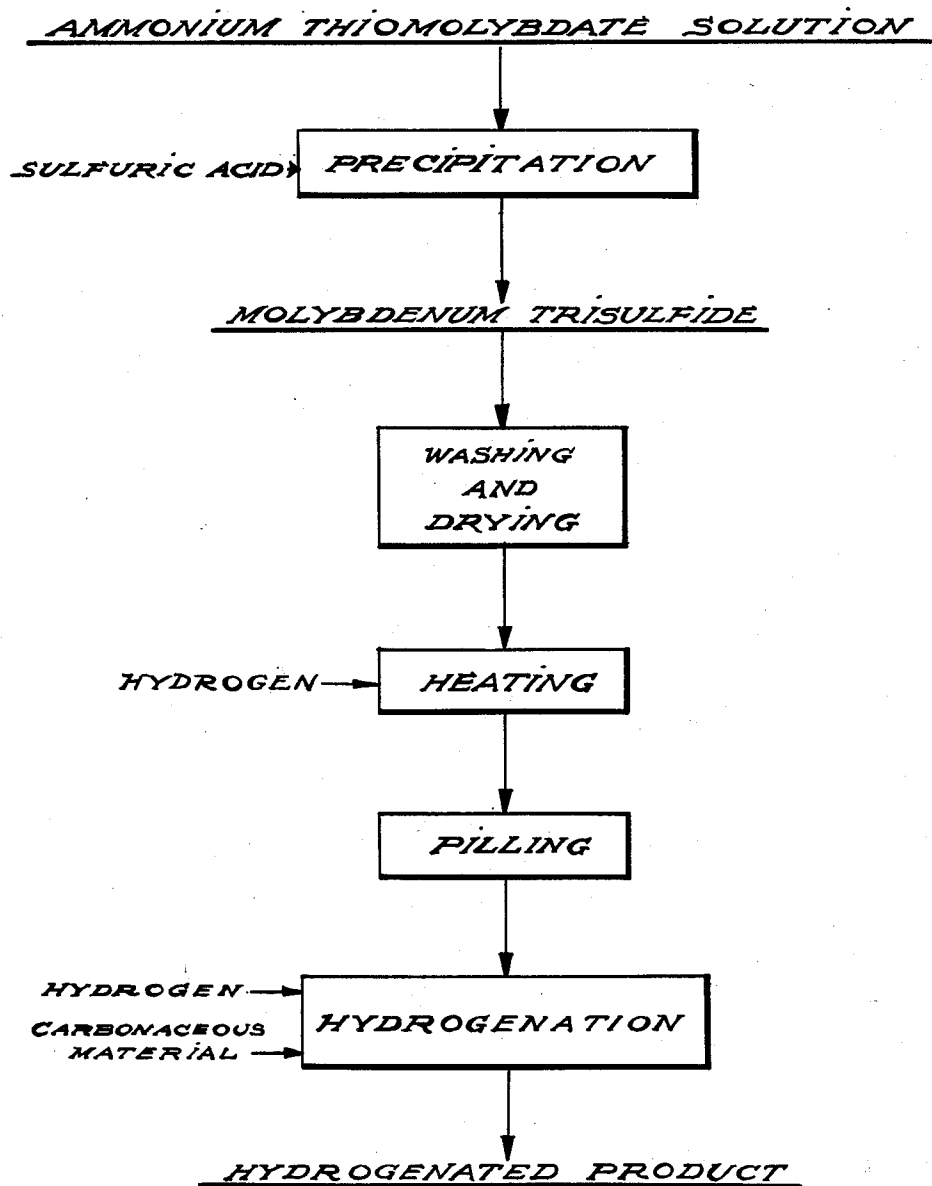 AMMONIUM THIOMOLYBDATE SOLUTION
SULFURIC ACID
PRECIPITATION
MOLYBDENUM TRISULFIDE
WASHING
AND
DRYING
HYDROGEN
HEATING
PILLING
HYDROGEN
CARBONACEOUS
MATERIAL
HYDROGENATION
HYDROGENATED PRODUCT